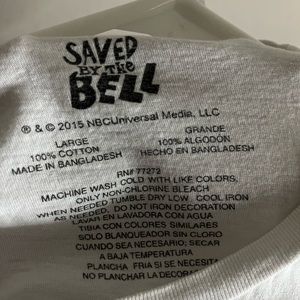 SAVED
BY THE
BELL
® & © 2015 NBCUniversal Media, LLC
LARGE GRANDE
100% COTTON 100% ALGODÓN
MADE IN BANGLADESH HECHO EN BANGLADESH
RN# 77272
MACHINE WASH COLD WITH LIKE COLORS,
ONLY NON-CHLORINE BLEACH
WHEN NEEDED TUMBLE DRY LOW COOL IRON
AS NEEDED, DO NOT IRON DECORATION
LAVAR EN LAVADORA CON AGUA
TIBIA CON COLORES SIMILARES
SOLO BLANQUEADOR SIN CLORO
CUANDO SEA NECESARIO; SECAR
A BAJA TEMPERATURA
PLANCHA FRIA SI ES NECESARIO
NO PLANCHAR LA DECORA